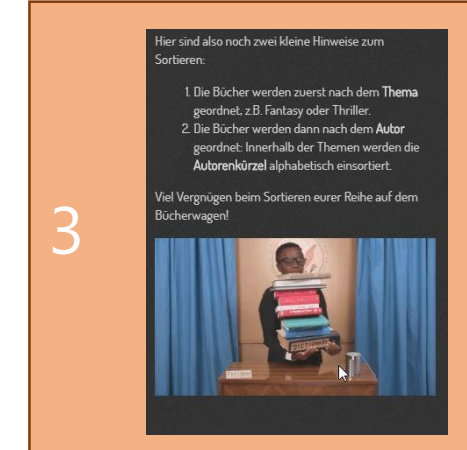 3
Hier sind also noch zwei kleine Hinweise zum
Sortieren:
1. Die Bücher werden zuerst nach dem Thema
geordnet, z.B. Fantasy oder Thriller.
2. Die Bücher werden dann nach dem Autor
geordnet: Innerhalb der Themen werden die
Autorenkürzel alphabetisch einsortiert.
Viel Vergnügen beim Sortieren eurer Reihe auf dem
Bücherwagen!
DICTIONARY